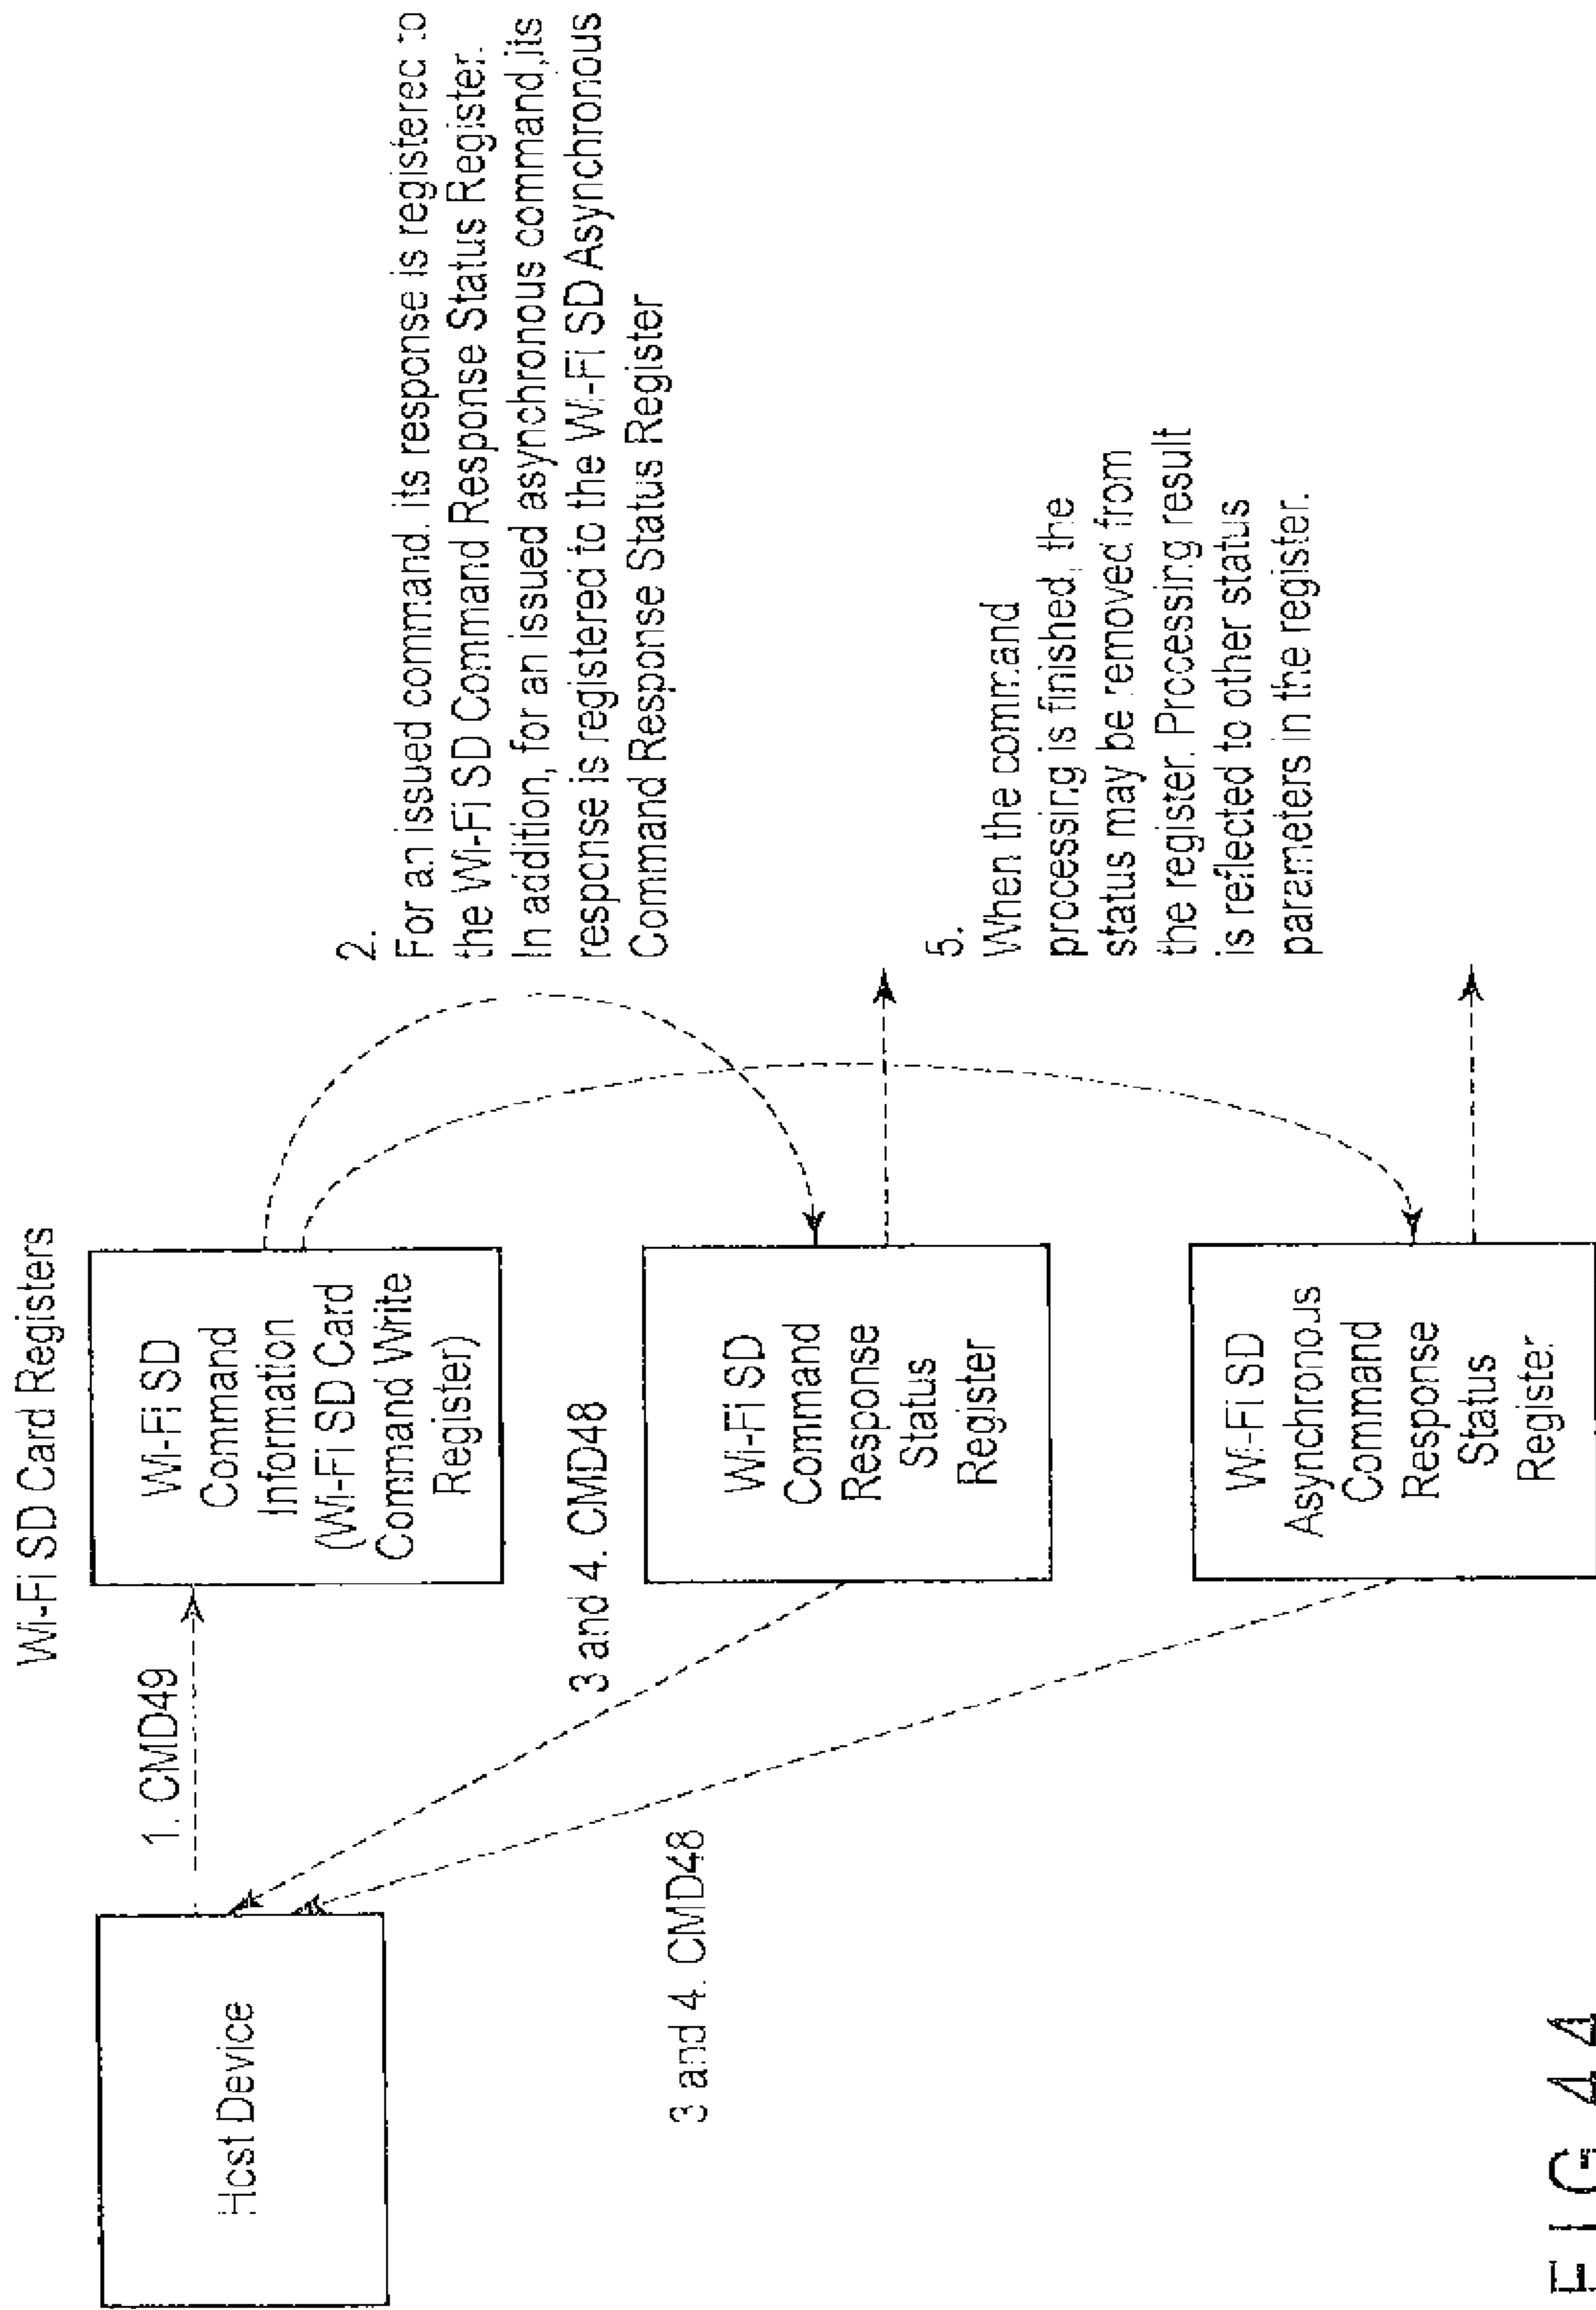 Wi-Fi SD Card Registers
Host Device
1. CMD49
Wi-Fi SD
Command
Information
(Wi-Fi SD Card
Command Write
Register)
2.
For an issued command, its response is registered to
the Wi-Fi SD Command Response Status Register.
In addition, for an issued asynchronous command, its
response is registered to the Wi-Fi SD Asynchronous
Command Response Status Register
3 and 4. CMD48
Wi-Fi SD
Command
Response
Status
Register
3 and 4. CMD48
Wi-Fi SD
Asynchronous
Command
Response
Status
Register
5.
When the command
processing is finished, the
status may be removed from
the register. Processing result
is reflected to other status
parameters in the register.
FIG. 44